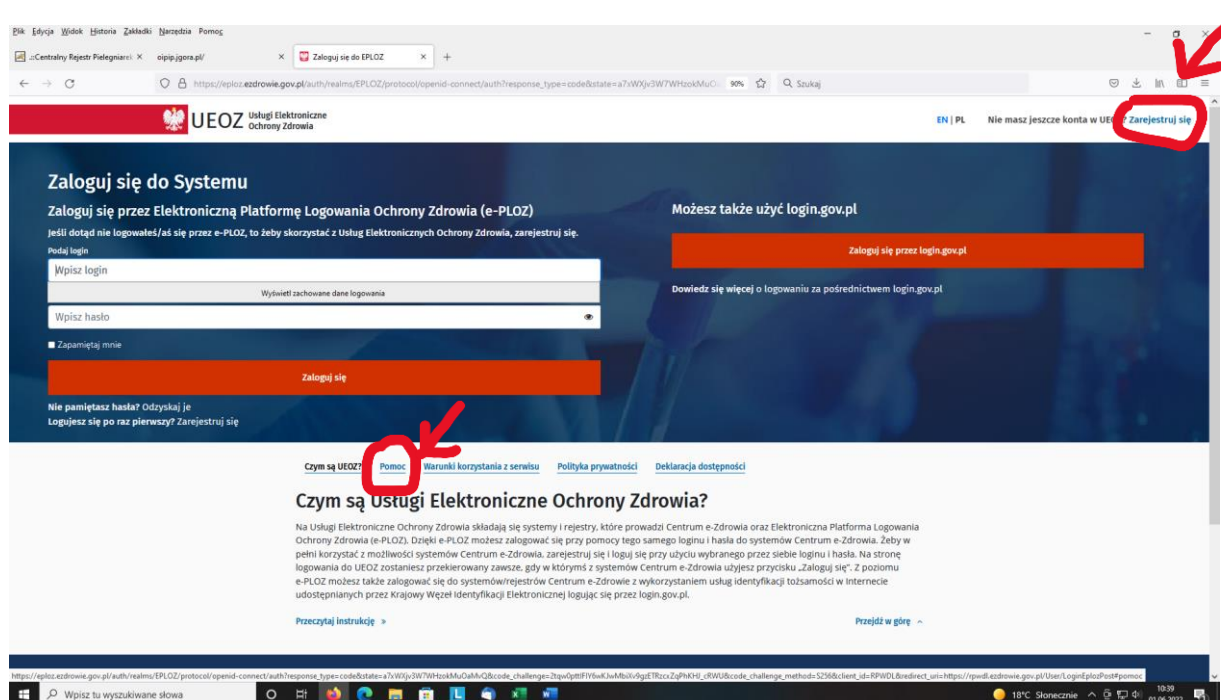 Plik Edycja Widok Historia Zakładki Narzędzia Pomoc
.::Centralny Rejestr Pielęgniarek
oipip.jgora.pl/
Zaloguj się do EPLOZ
https://eploz.ezdrowie.gov.pl/auth/realms/EPLOZ/protocol/openid-connect/auth?response_type=code&state=a7xWXjv3W7WHzokMuO
90%
Szukaj
UEOZ Usługi Elektroniczne
Ochrony Zdrowia
EN | PL Nie masz jeszcze konta w UEOZ? Zarejestruj się
Zaloguj się do Systemu
Zaloguj się przez Elektroniczną Platformę Logowania Ochrony Zdrowia (e-PLOZ)
Jeśli dotąd nie logowałeś/aś się przez e-PLOZ, to żeby skorzystać z Usług Elektronicznych Ochrony Zdrowia, zarejestruj się.
Podaj login
Wpisz login
Wyświetl zachowane dane logowania
Wpisz hasło
Zapamiętaj mnie
Zaloguj się
Nie pamiętasz hasła? Odzyskaj je
Logujesz się po raz pierwszy? Zarejestruj się
Możesz także użyć login.gov.pl
Zaloguj się przez login.gov.pl
Dowiedz się więcej o logowaniu za pośrednictwem login.gov.pl
Czym są UEOZ? Pomoc Warunki korzystania z serwisu Polityka prywatności Deklaracja dostępności
Czym są Usługi Elektroniczne Ochrony Zdrowia?
Na Usługi Elektroniczne Ochrony Zdrowia składają się systemy i rejestry, które prowadzi Centrum e-Zdrowia oraz Elektroniczna Platforma Logowania
Ochrony Zdrowia (e-PLOZ). Dzięki e-PLOZ możesz zalogować się przy pomocy tego samego loginu i hasła do systemów Centrum e-Zdrowia. Żeby w
pełni korzystać z możliwości systemów Centrum e-Zdrowia, zarejestruj się i loguj się przy użyciu wybranego przez siebie loginu i hasła. Na stronę
logowania do UEOZ zostaniesz przekierowany zawsze, gdy w którymś z systemów Centrum e-Zdrowia użyjesz przycisku „Zaloguj się”. Z poziomu
e-PLOZ możesz także zalogować się do systemów/rejestrów Centrum e-Zdrowie z wykorzystaniem usług identyfikacji tożsamości w Internecie
udostępnianych przez Krajowy Węzeł Identyfikacji Elektronicznej logując się przez login.gov.pl.
Przeczytaj instrukcję »
Przejdź w górę
Wpisz tu wyszukiwane słowa
18°C Słonecznie
10:39